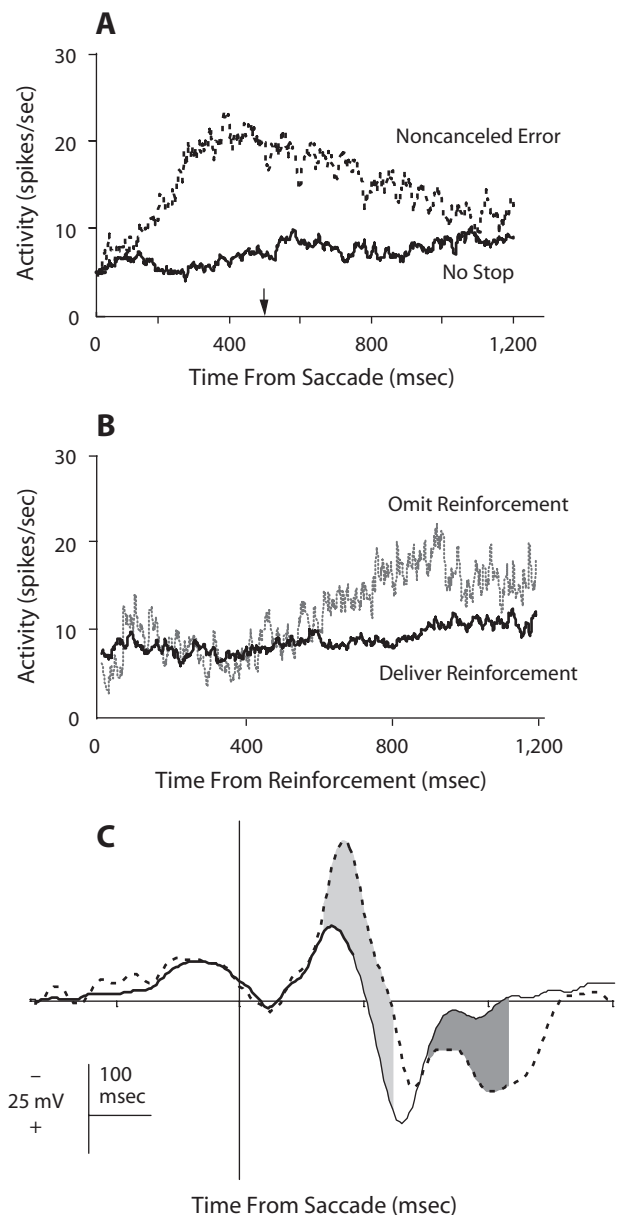 A
30
20
10
0
Activity (spikes/sec)
Noncanceled Error
No Stop
0 400 800 1,200
Time From Saccade (msec)
B
30
20
10
0
Activity (spikes/sec)
Omit Reinforcement
Deliver Reinforcement
0 400 800 1,200
Time From Reinforcement (msec)
C
–
25 mV
+
100
msec
Time From Saccade (msec)